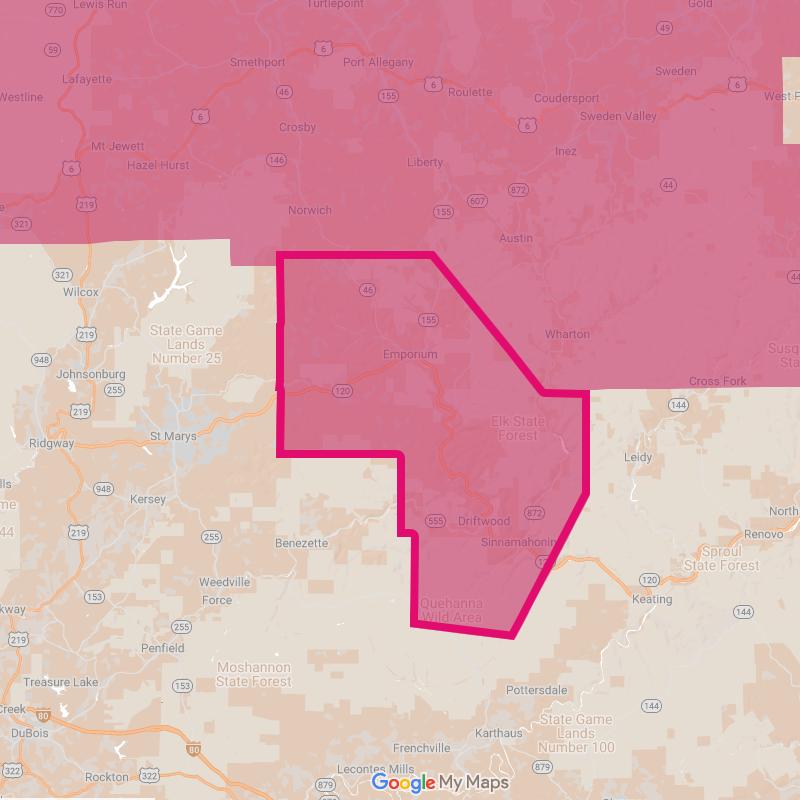 770
Lewis Run
Turtlepoint
Gold
59
6
49
Smethport
Port Allegany
Lafayette
Sweden
Westline
46
155
6
Roulette
Coudersport
6
West F
6
Sweden Valley
Crosby
6
Mt Jewett
Hazel Hurst
146
Liberty
Inez
6
219
872
44
607
155
Norwich
321
Austin
321
Wilcox
46
44
155
State Game
Lands
Number 25
219
Wharton
948
Emporium
Susq
Sta
Johnsonburg
255
120
Cross Fork
219
144
Elk State
Forest
St Marys
Ridgway
Leidy
lls
948
Kersey
me
44
219
255
555
Driftwood
872
North
Benezette
Sinnamahonin
Renovo
12
Sproul
State Forest
Weedville
120
Force
153
Keating
Quehanna
Wild Area
144
kway
255
219
Penfield
Moshannon
State Forest
Treasure Lake
153
Pottersdale
Creek
80
144
State Game
Lands
Number 100
DuBois
Karthaus
80
Frenchville
322
Rockton
322
Lecontes Mills
879
879
Google My Maps